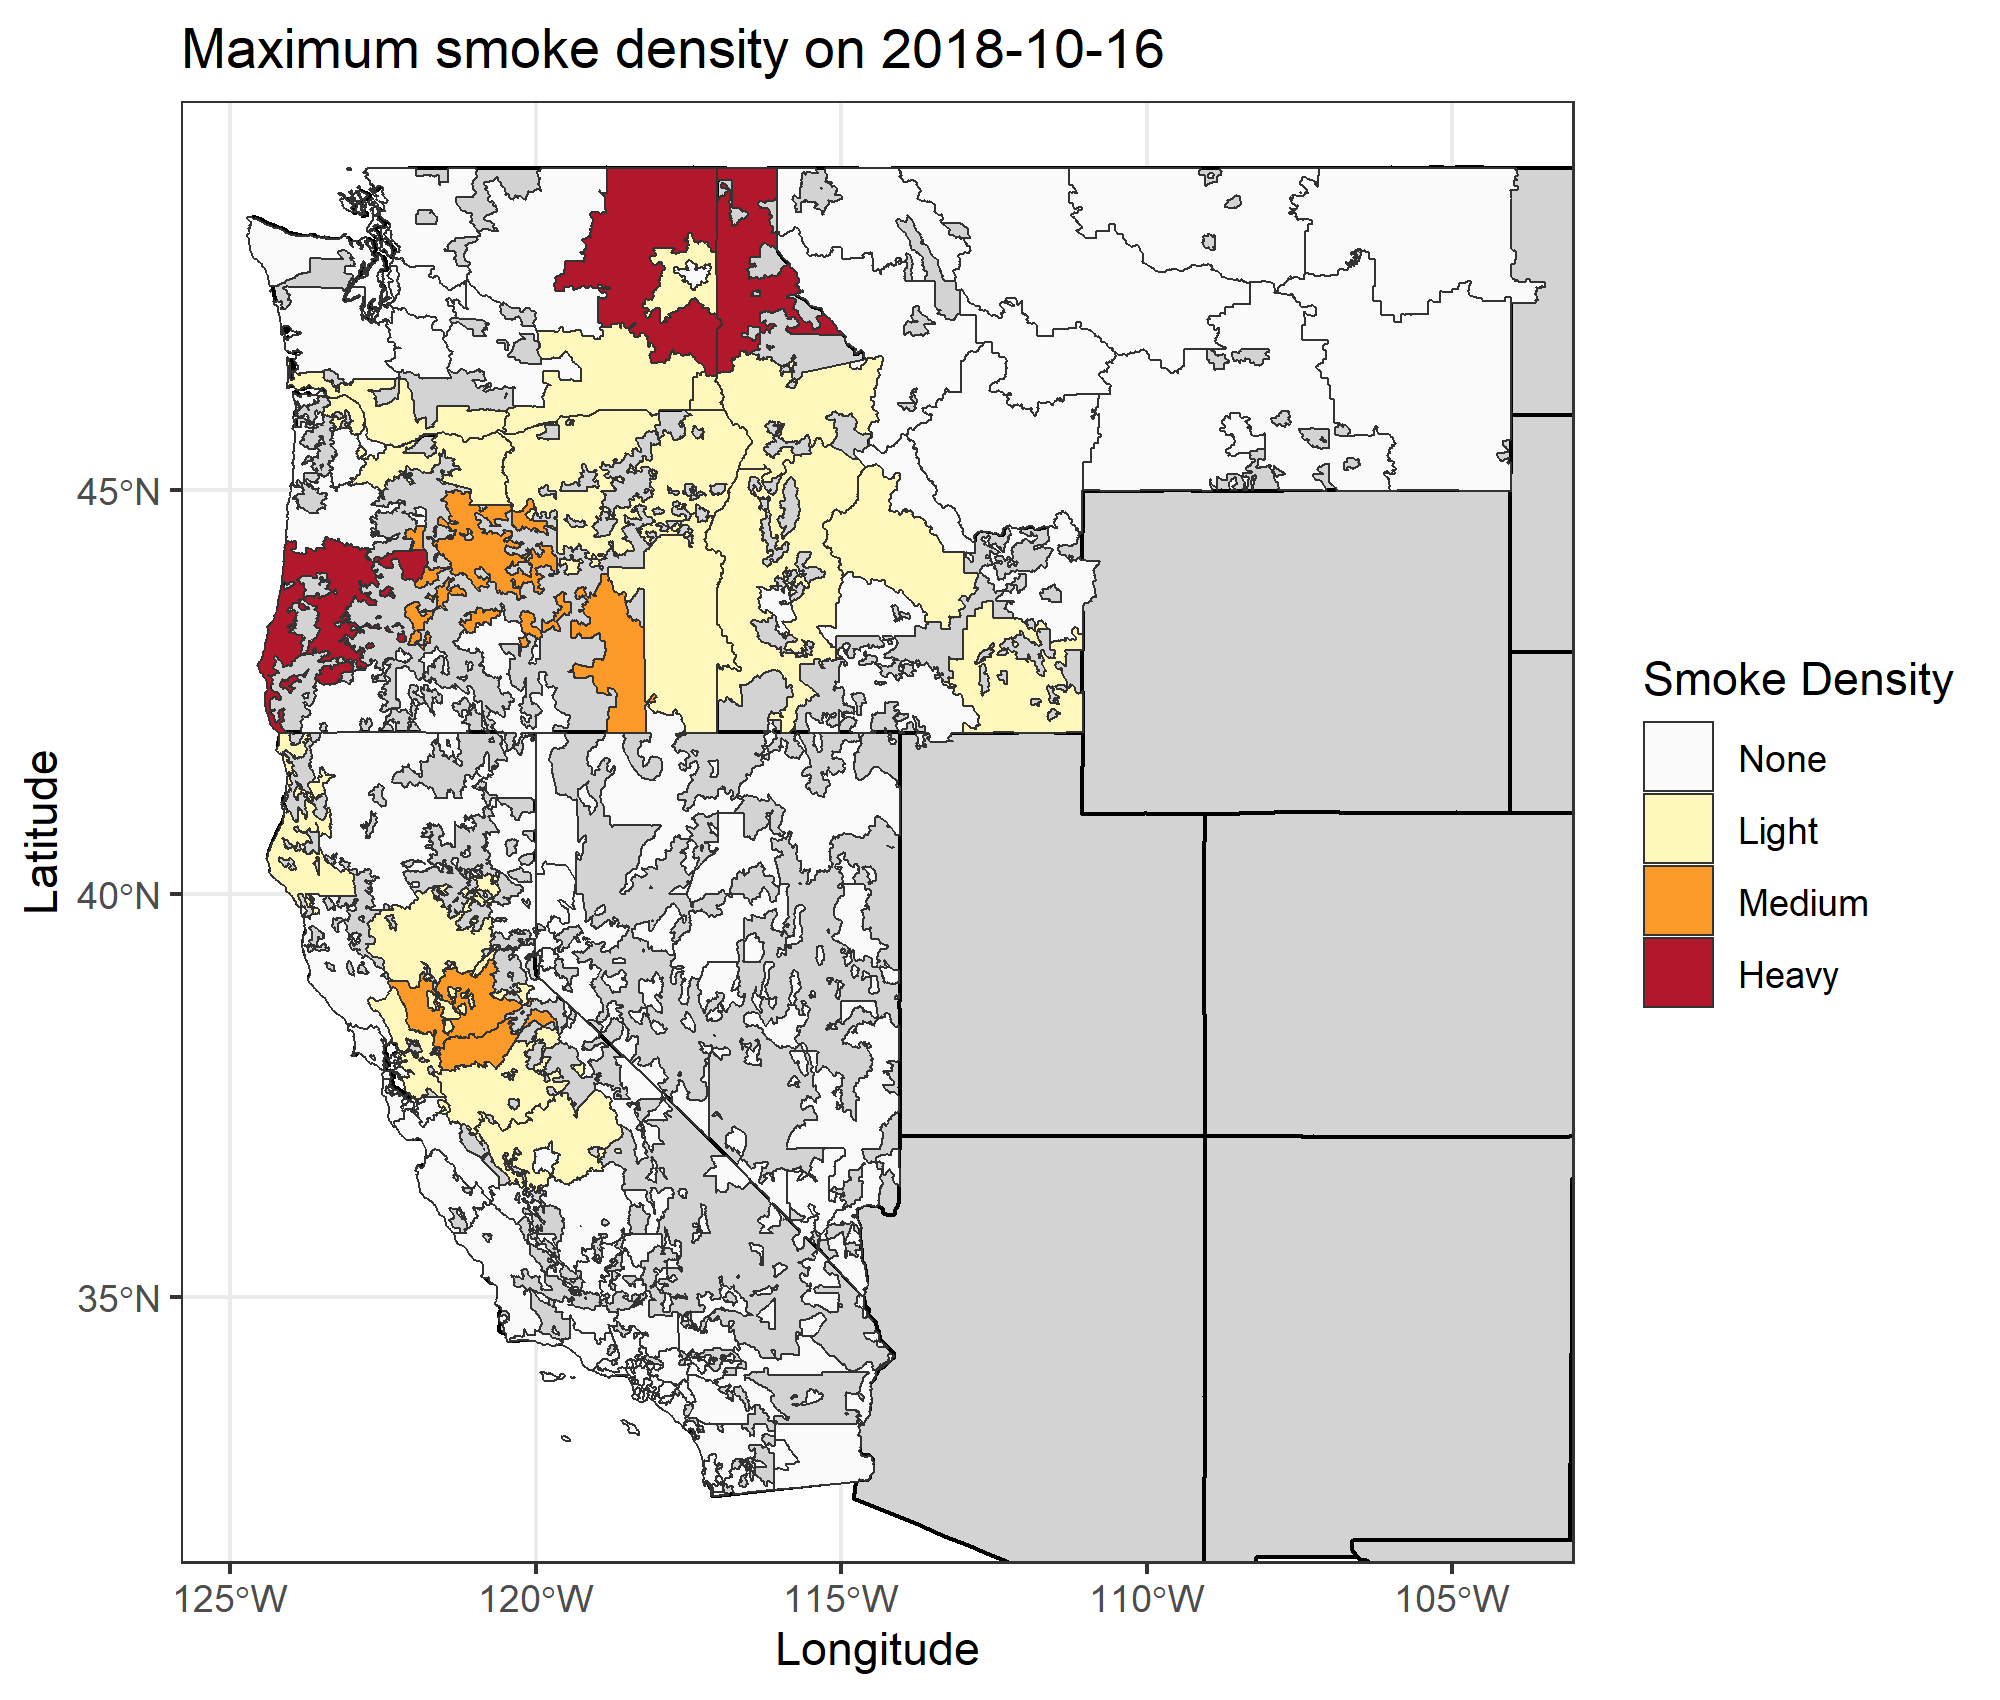 Maximum smoke density on 2018-10-16
Latitude
45°N
40°N
35°N
125°W
120°W
115°W
110°W
105°W
Longitude
Smoke Density
None
Light
Medium
Heavy